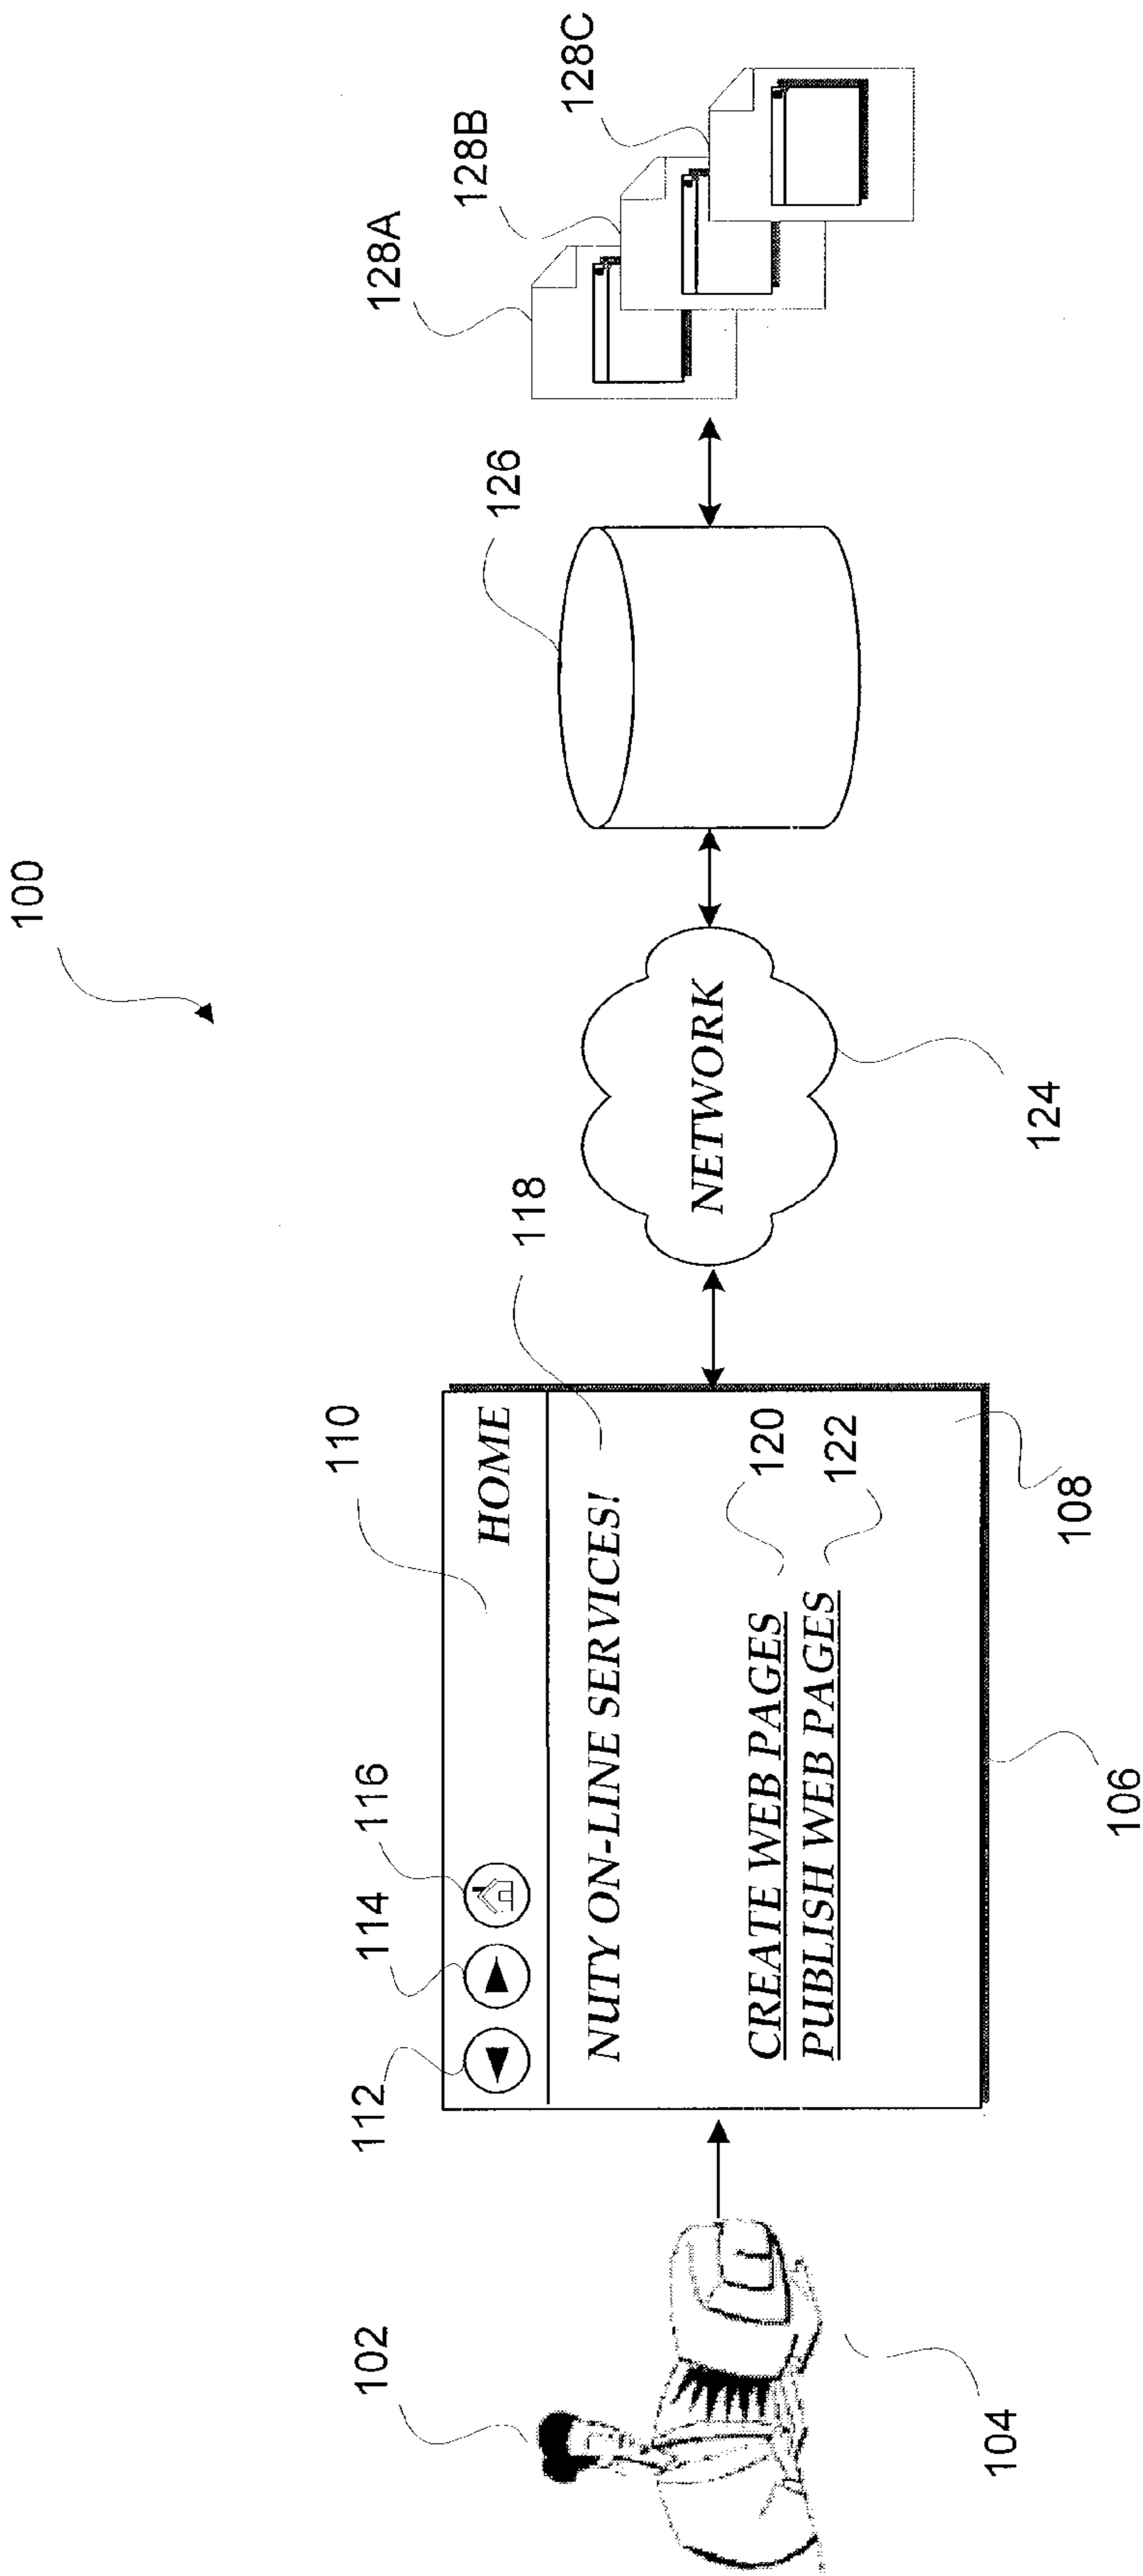 100
102
104
106
108
110
HOME
112
114
116
118
NUTY ON-LINE SERVICES!
CREATE WEB PAGES
120
PUBLISH WEB PAGES
122
NETWORK
124
126
128A
128B
128C